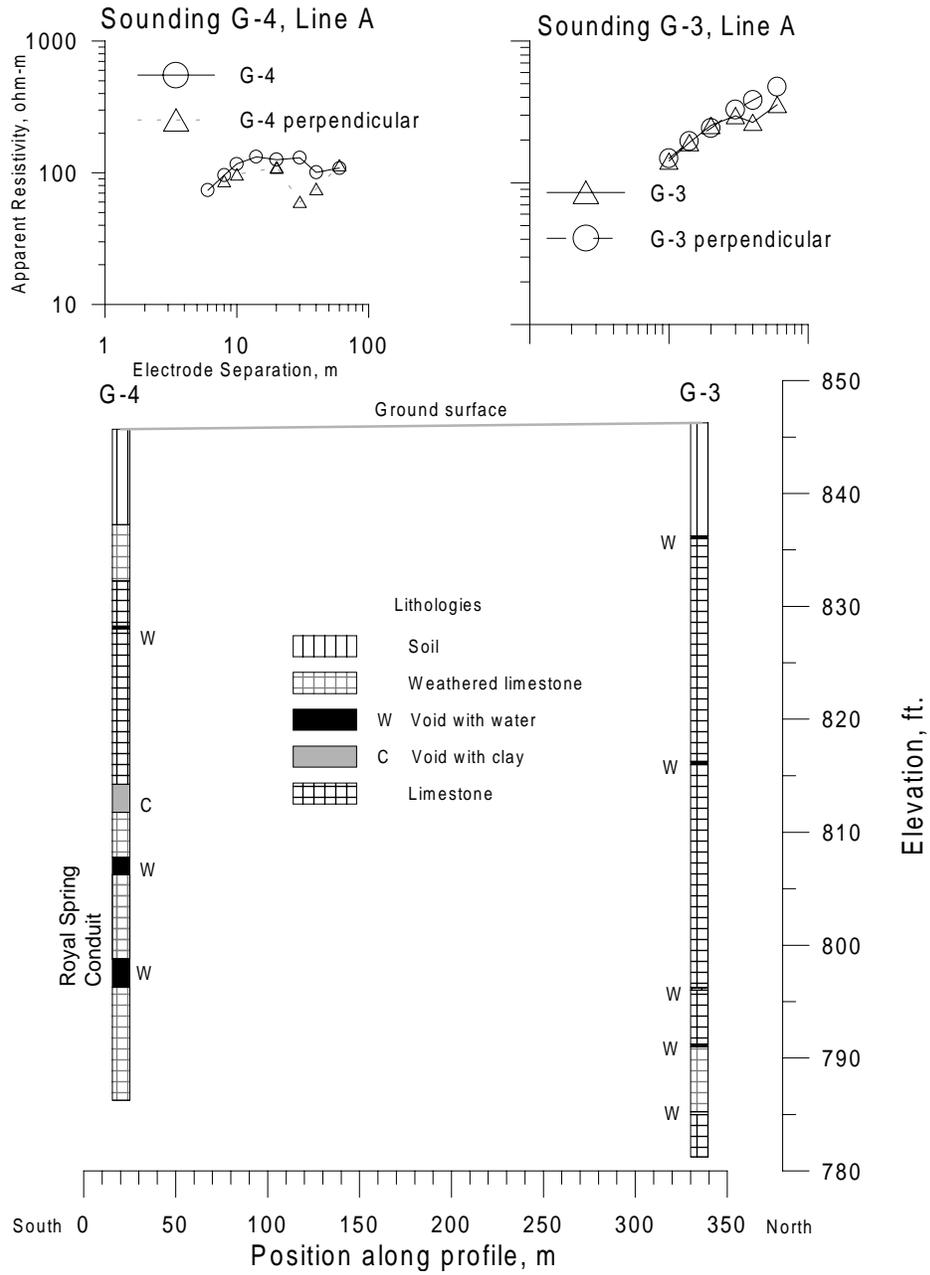 Sounding G-4, Line A
1000
G-4
G-4 perpendicular
100
10
Apparent Resistivity, ohm-m
1 10 100
Electrode Separation, m
Sounding G-3, Line A
G-3
G-3 perpendicular
G-4
Ground surface
G-3
850
840
830
820
810
800
790
780
Elevation, ft.
W
C
W
W
Royal Spring
Conduit
Lithologies
Soil
Weathered limestone
W Void with water
C Void with clay
Limestone
W
W
W
W
W
South 0 50 100 150 200 250 300 350 North
Position along profile, m